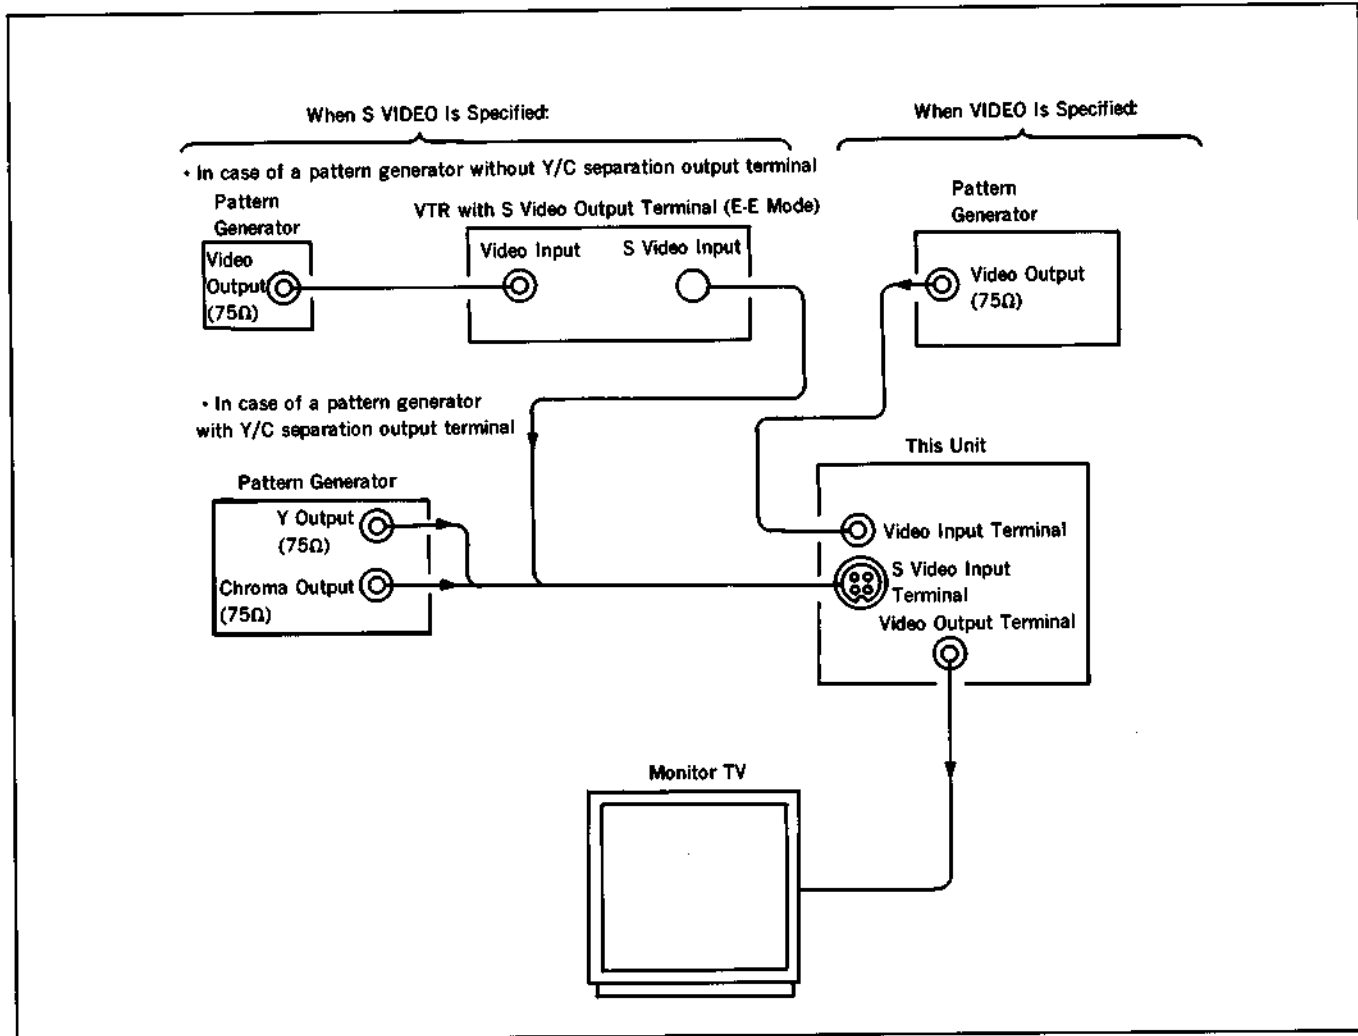 When S VIDEO Is Specified:
When VIDEO Is Specified:
• In case of a pattern generator without Y/C separation output terminal
Pattern
Generator
Video
Output
(75Ω)
VTR with S Video Output Terminal (E-E Mode)
Video Input
S Video Input
Pattern
Generator
Video Output
(75Ω)
• In case of a pattern generator
with Y/C separation output terminal
Pattern Generator
Y Output
(75Ω)
Chroma Output
(75Ω)
This Unit
Video Input Terminal
S Video Input
Terminal
Video Output Terminal
Monitor TV